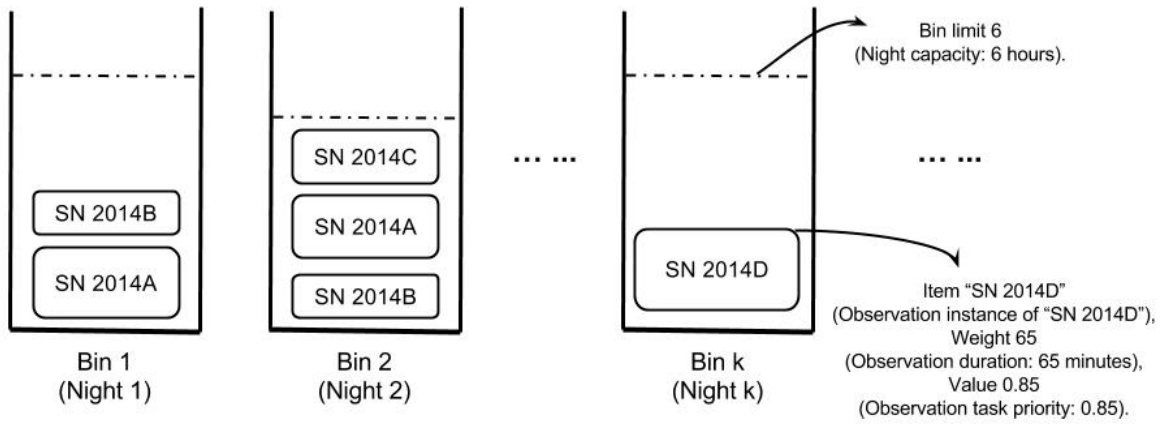 Bin limit 6
(Night capacity: 6 hours).
SN 2014B
SN 2014A
SN 2014C
SN 2014A
SN 2014B
... ...
SN 2014D
... ...
Item “SN 2014D”
(Observation instance of “SN 2014D”),
Weight 65
(Observation duration: 65 minutes),
Value 0.85
(Observation task priority: 0.85).
Bin 1
(Night 1)
Bin 2
(Night 2)
Bin k
(Night k)